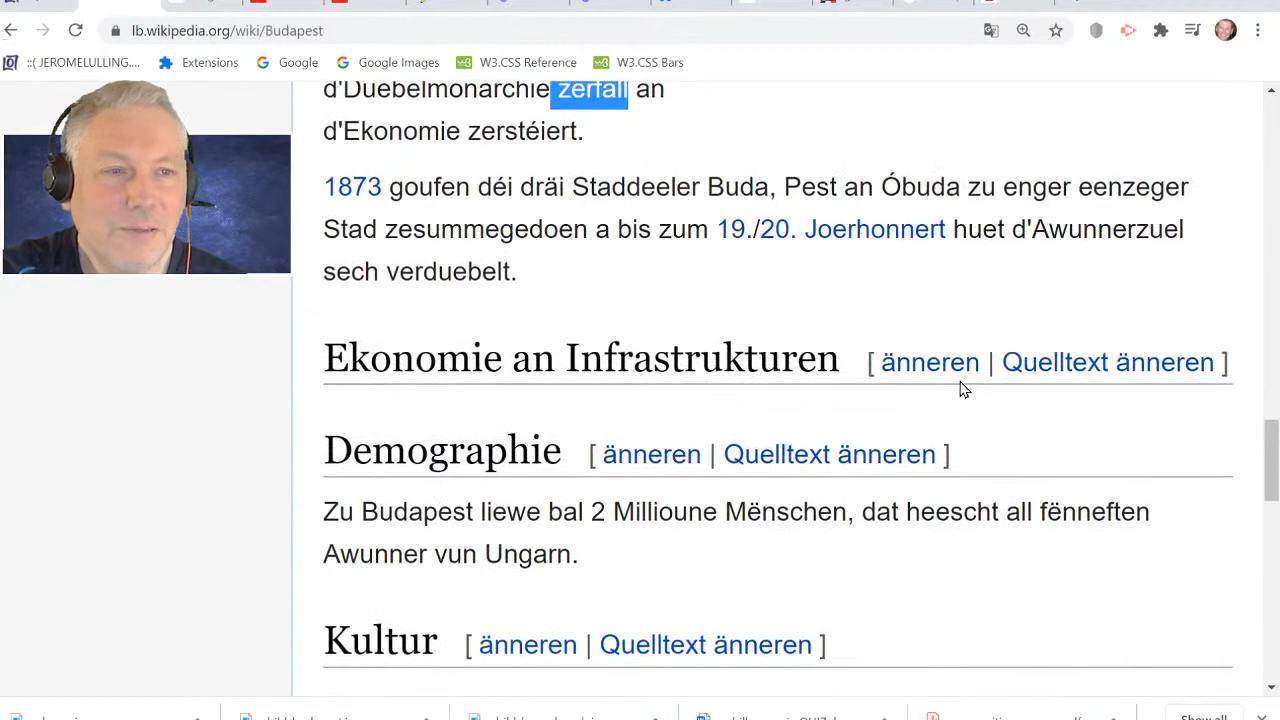 lb.wikipedia.org/wiki/Budapest
::( JEROMELULLING.... Extensions Google Google Images W3.CSS Reference W3.CSS Bars
d'Duebelmonarchie zerfall an
d'Ekonomie zerstéiert.
1873 goufen déi dräi Staddeeler Buda, Pest an Óbuda zu enger eenzeger
Stad zesummegedoen a bis zum 19./20. Joerhonnert huet d'Awunnerzuel
sech verduebelt.
Ekonomie an Infrastrukturen [ änneren | Quelltext änneren ]
Demographie [ änneren | Quelltext änneren ]
Zu Budapest liewe bal 2 Millioune Mënschen, dat heescht all fënneften
Awunner vun Ungarn.
Kultur [ änneren | Quelltext änneren ]
Show all